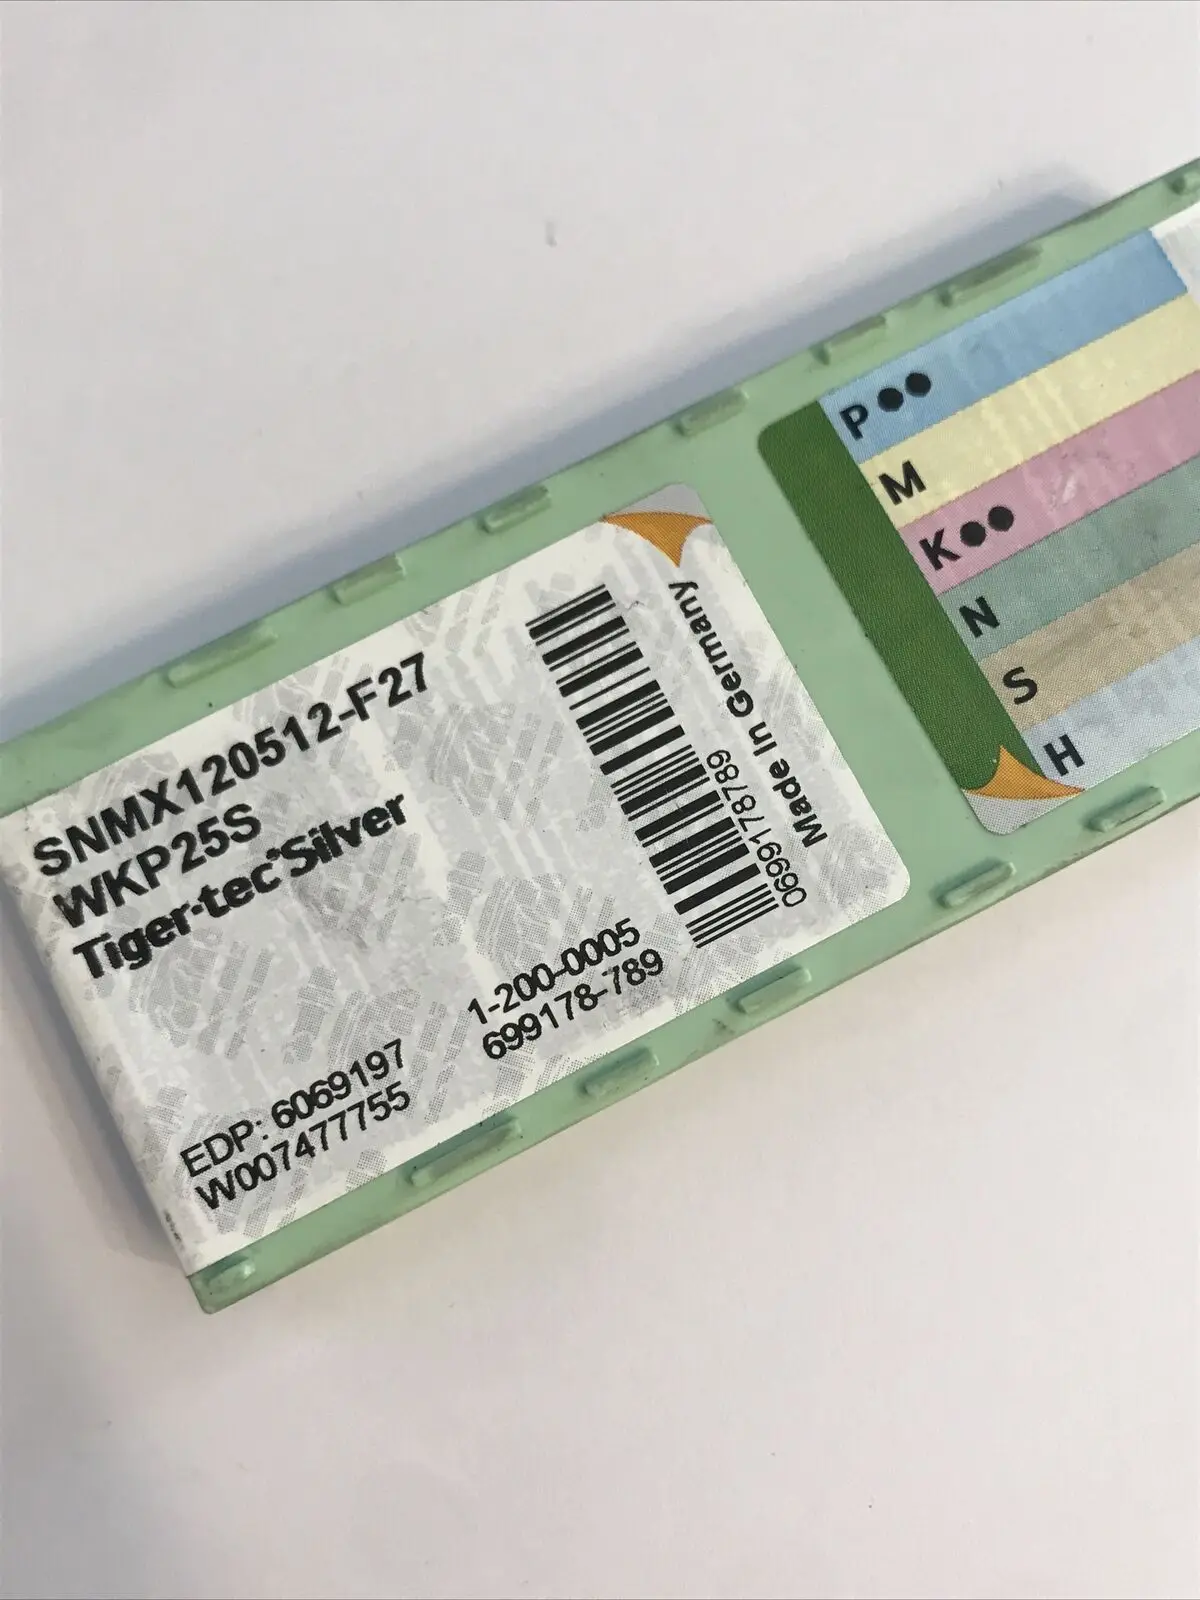 SNMX120512-F27
WKP25S
Tiger·tec®Silver
EDP: 6069197
W007477755
1-200-0005
699178-789
0699178789
Made In Germany
P●●
M
K●●
N
S
H